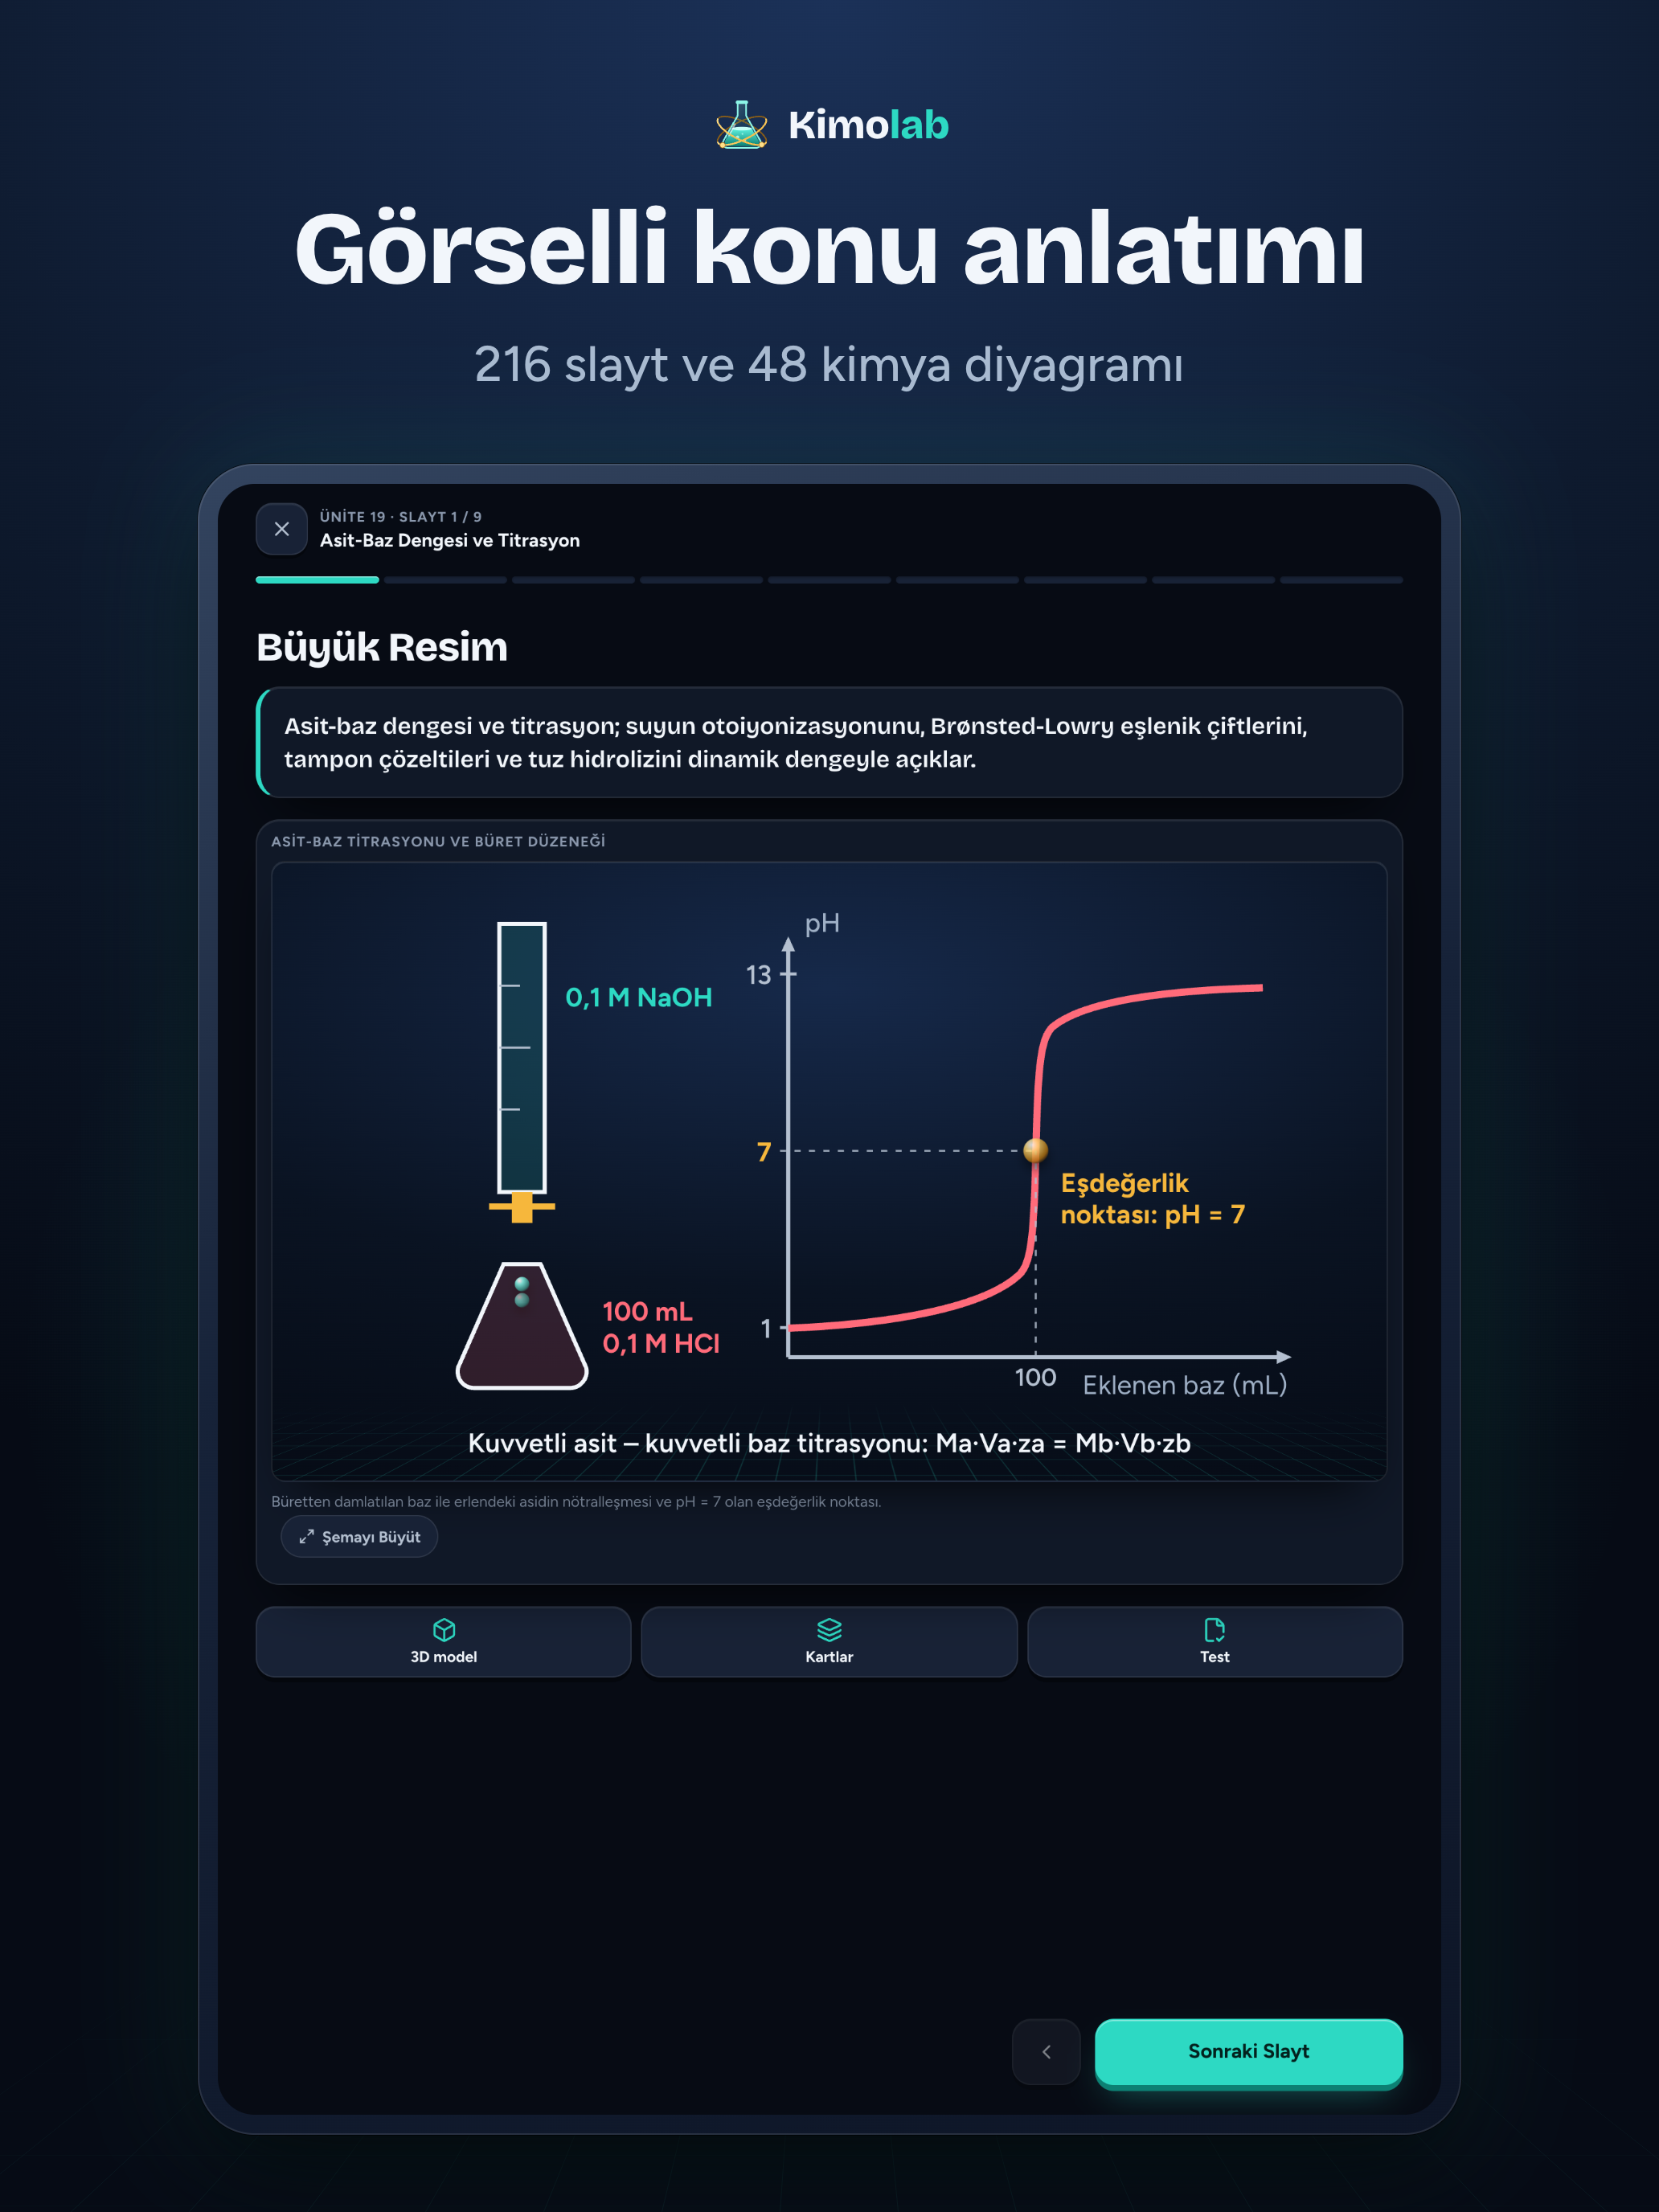 Kimolab
Görselli konu anlatımı
216 slayt ve 48 kimya diyagramı
ÜNİTE 19 · SLAYT 1 / 9
Asit-Baz Dengesi ve Titrasyon
Büyük Resim
Asit-baz dengesi ve titrasyon; suyun otoiyonizasyonunu, Brønsted-Lowry eşlenik çiftlerini,
tampon çözeltileri ve tuz hidrolizini dinamik dengeyle açıklar.
ASİT-BAZ TİTRASYONU VE BÜRET DÜZENEĞİ
pH
13
0,1 M NaOH
7
Eşdeğerlik
noktası: pH = 7
100 mL
0,1 M HCl
1
100
Eklenen baz (mL)
Kuvvetli asit – kuvvetli baz titrasyonu: Ma·Va·za = Mb·Vb·zb
Büretten damlatılan baz ile erlendeki asidin nötralleşmesi ve pH = 7 olan eşdeğerlik noktası.
Şemayı Büyüt
3D model
Kartlar
Test
Sonraki Slayt